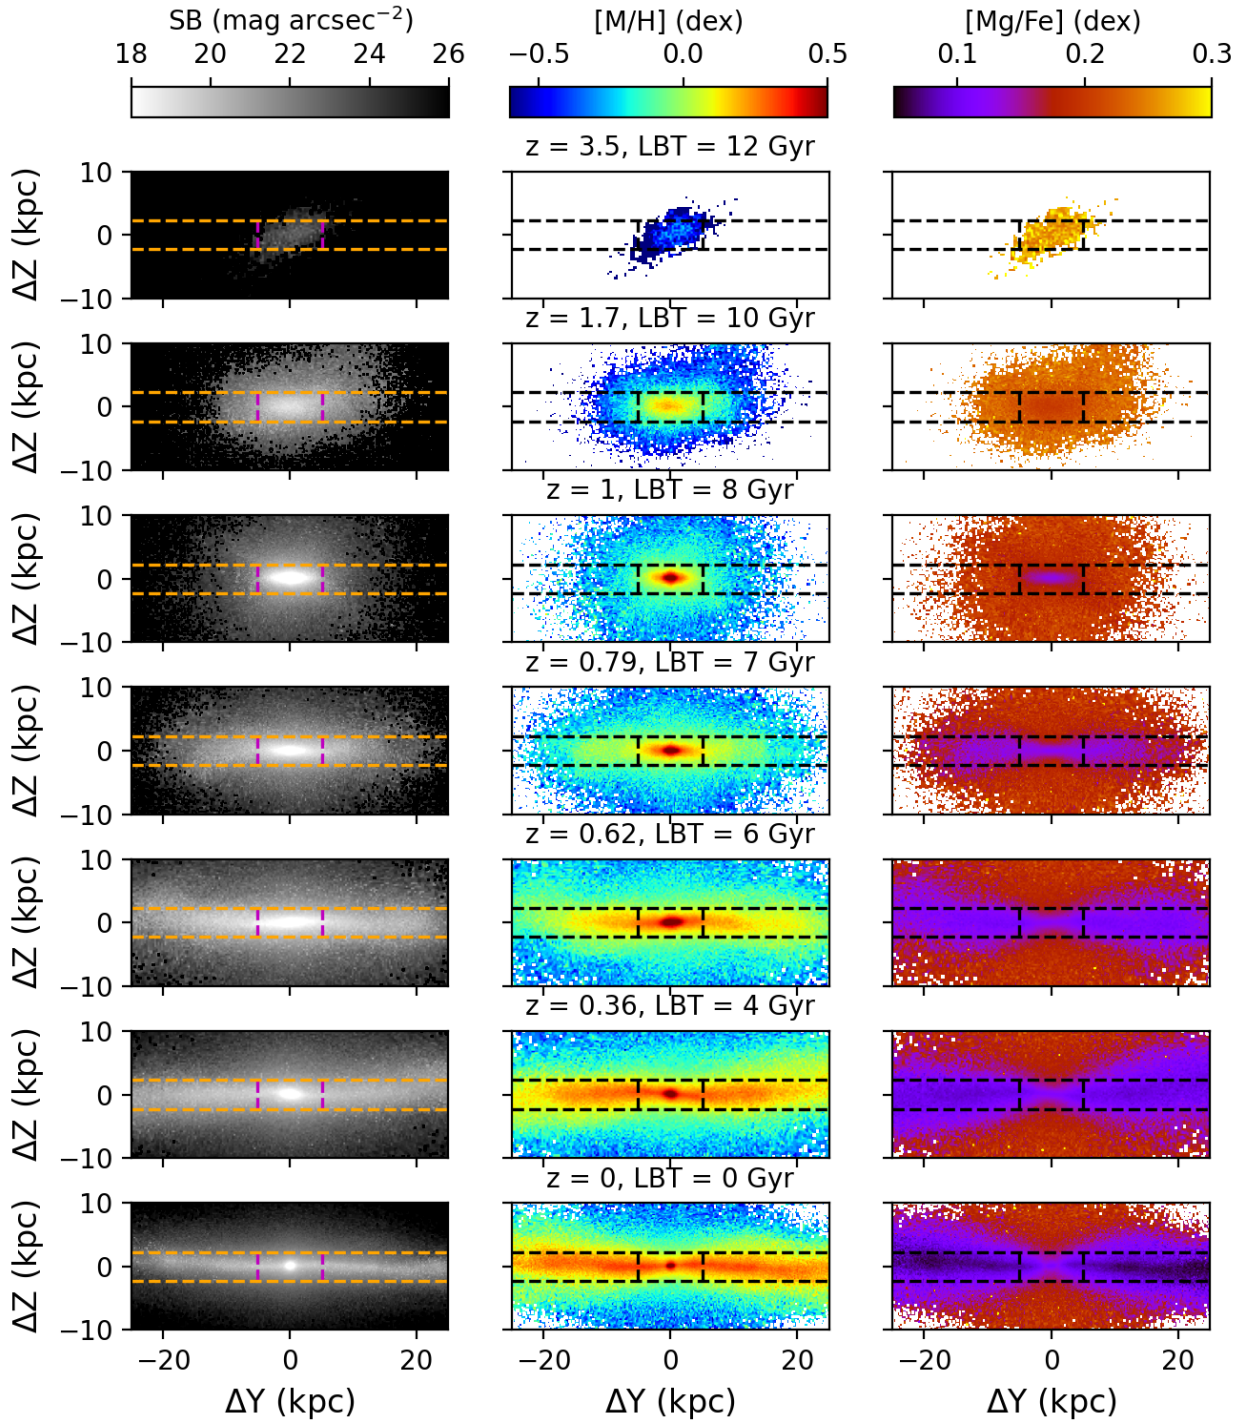 SB (mag arcsec⁻²) [M/H] (dex) [Mg/Fe] (dex)
18 20 22 24 26 −0.5 0.0 0.5 0.1 0.2 0.3
z = 3.5, LBT = 12 Gyr
10
0
−10
ΔZ (kpc)
z = 1.7, LBT = 10 Gyr
10
0
−10
ΔZ (kpc)
z = 1, LBT = 8 Gyr
10
0
−10
ΔZ (kpc)
z = 0.79, LBT = 7 Gyr
10
0
−10
ΔZ (kpc)
z = 0.62, LBT = 6 Gyr
10
0
−10
ΔZ (kpc)
z = 0.36, LBT = 4 Gyr
10
0
−10
ΔZ (kpc)
z = 0, LBT = 0 Gyr
10
0
−10
ΔZ (kpc)
−20 0 20 −20 0 20 −20 0 20
ΔY (kpc) ΔY (kpc) ΔY (kpc)